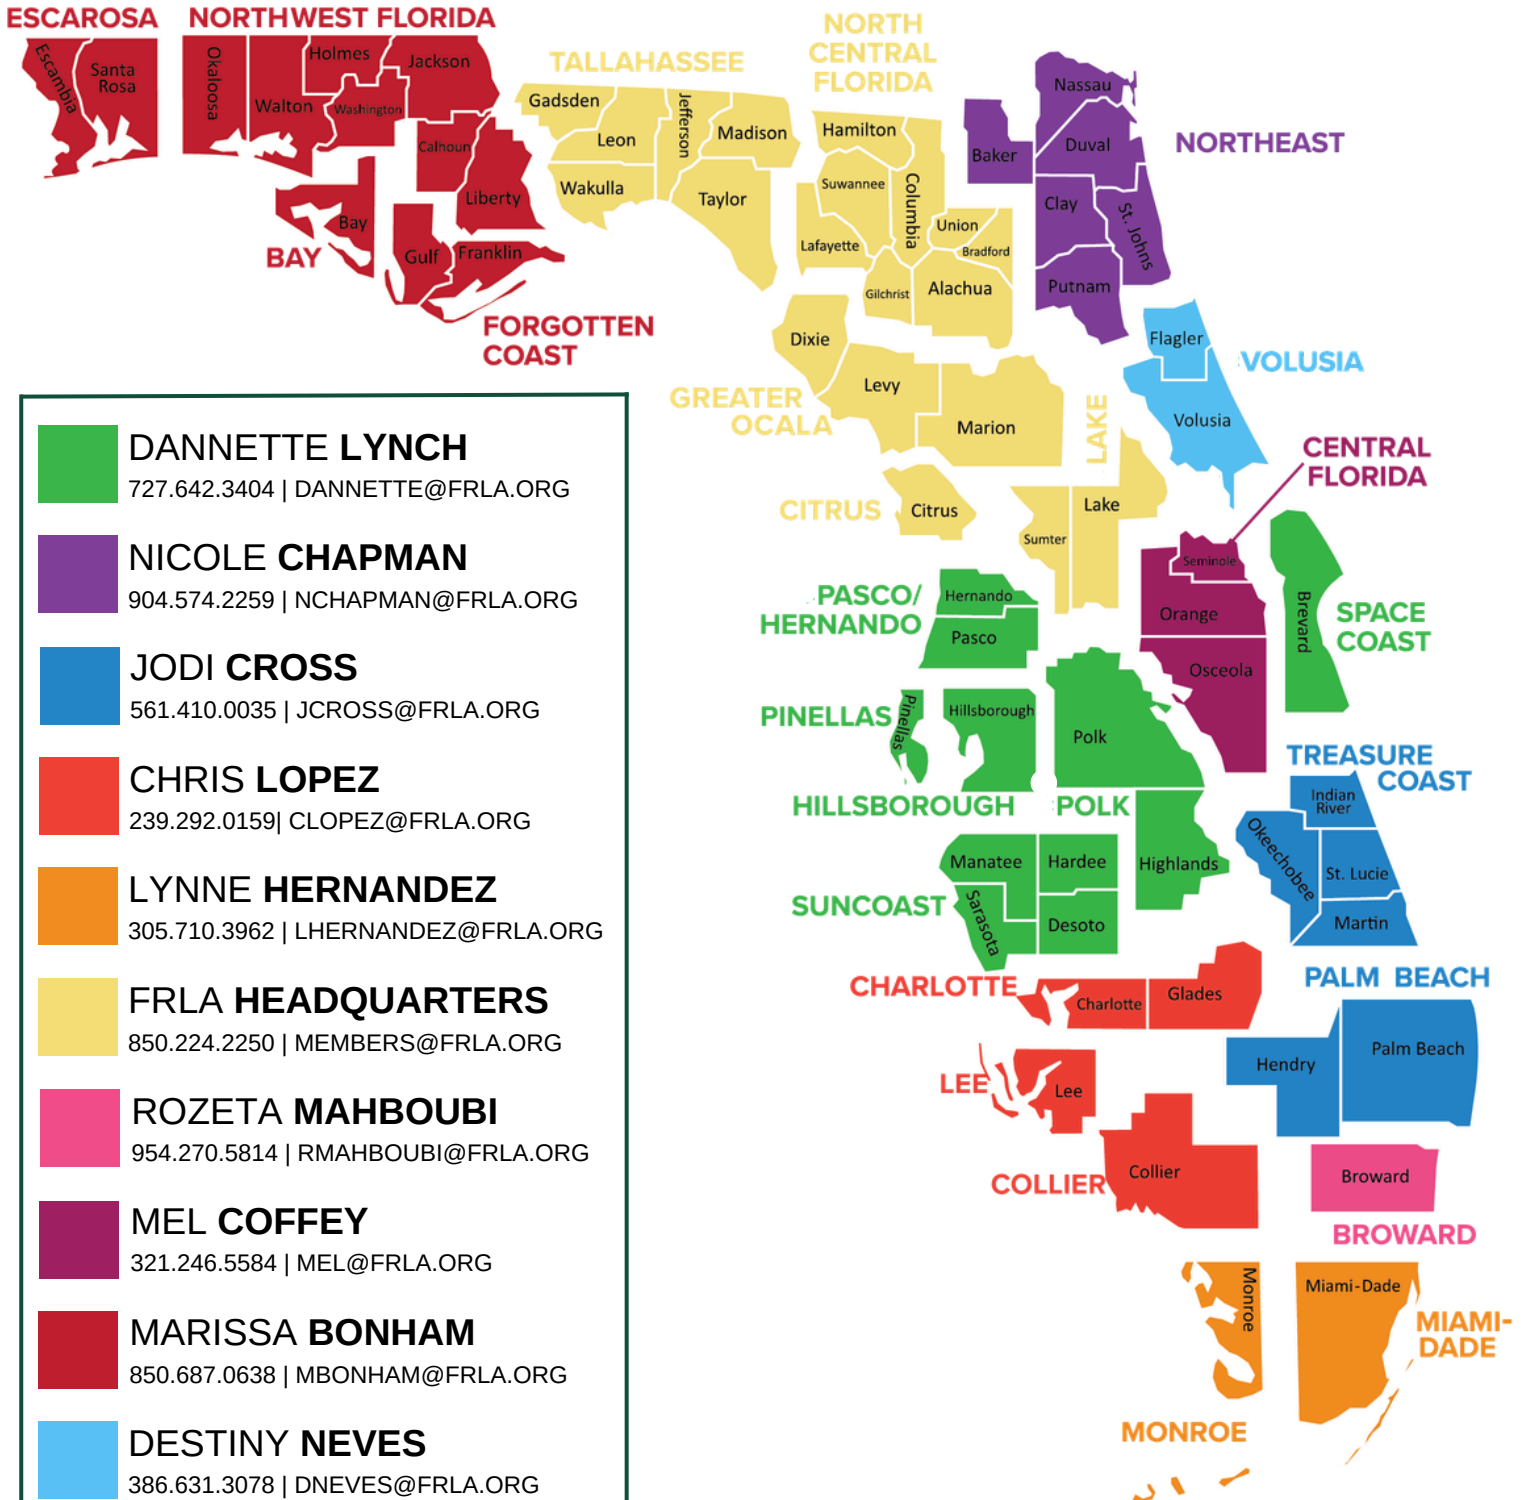 ESCAROSA
Escambia
Santa
Rosa
NORTHWEST FLORIDA
Okaloosa
Walton
Holmes
Washington
Jackson
Calhoun
Liberty
Bay
BAY
Gulf
Franklin
FORGOTTEN
COAST
TALLAHASSEE
Gadsden
Leon
Jefferson
Madison
Wakulla
Taylor
NORTH
CENTRAL
FLORIDA
Hamilton
Suwannee
Columbia
Lafayette
Union
Bradford
Gilchrist
Alachua
NORTHEAST
Nassau
Baker
Duval
Clay
St. Johns
Putnam
Flagler
VOLUSIA
Volusia
Dixie
Levy
Marion
GREATER
OCALA
LAKE
Lake
Sumter
CITRUS
Citrus
CENTRAL
FLORIDA
Seminole
Orange
Osceola
Brevard
SPACE
COAST
PASCO/
HERNANDO
Hernando
Pasco
PINELLAS
Pinellas
Hillsborough
HILLSBOROUGH
Polk
POLK
Highlands
Manatee
Hardee
SUNCOAST
Sarasota
Desoto
TREASURE
COAST
Indian
River
Okeechobee
St. Lucie
Martin
CHARLOTTE
Charlotte
Glades
PALM BEACH
Hendry
Palm Beach
LEE
Lee
COLLIER
Collier
Broward
BROWARD
Monroe
MONROE
Miami-Dade
MIAMI-
DADE
DANNETTE LYNCH
727.642.3404 | DANNETTE@FRLA.ORG
NICOLE CHAPMAN
904.574.2259 | NCHAPMAN@FRLA.ORG
JODI CROSS
561.410.0035 | JCROSS@FRLA.ORG
CHRIS LOPEZ
239.292.0159| CLOPEZ@FRLA.ORG
LYNNE HERNANDEZ
305.710.3962 | LHERNANDEZ@FRLA.ORG
FRLA HEADQUARTERS
850.224.2250 | MEMBERS@FRLA.ORG
ROZETA MAHBOUBI
954.270.5814 | RMAHBOUBI@FRLA.ORG
MEL COFFEY
321.246.5584 | MEL@FRLA.ORG
MARISSA BONHAM
850.687.0638 | MBONHAM@FRLA.ORG
DESTINY NEVES
386.631.3078 | DNEVES@FRLA.ORG